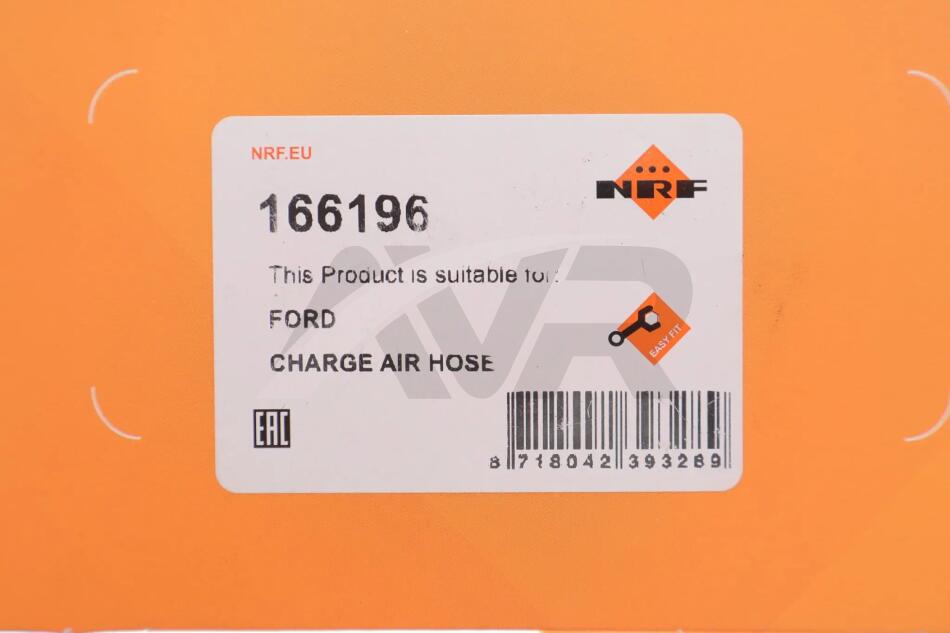 NRF.EU
NRF
166196
This Product is suitable for:
FORD
CHARGE AIR HOSE
EASY FIT
EAC
8 718042 393289
AVR